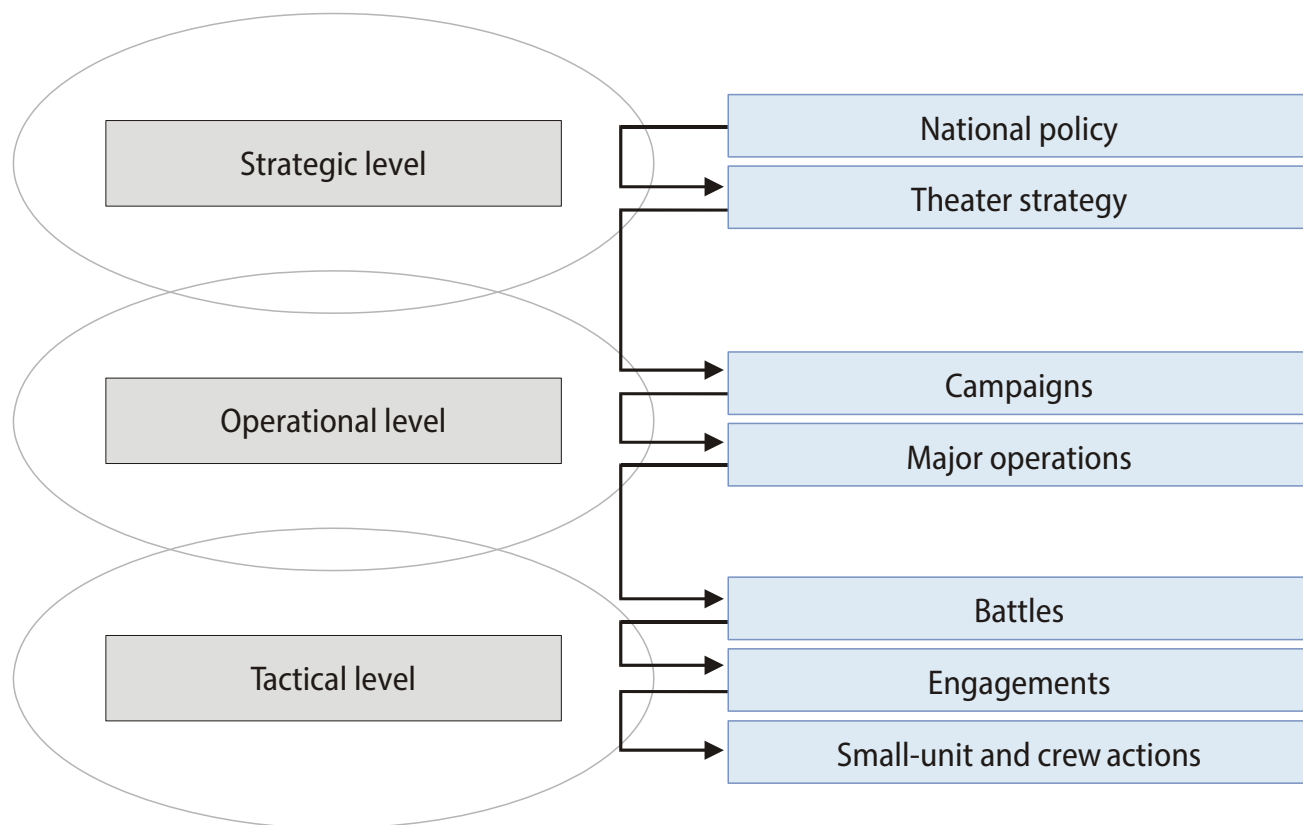 Strategic level
National policy
Theater strategy
Operational level
Campaigns
Major operations
Tactical level
Battles
Engagements
Small-unit and crew actions